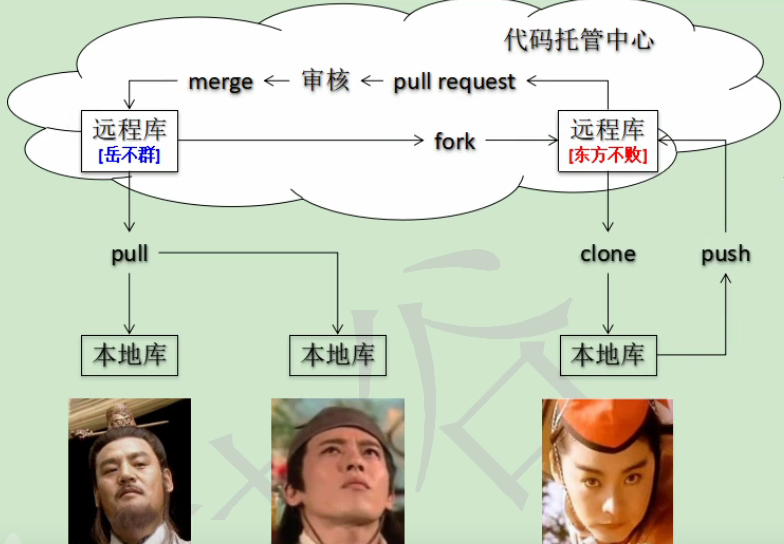 代码托管中心
merge
审核
pull request
远程库
[岳不群]
fork
远程库
[东方不败]
pull
clone
push
本地库
本地库
本地库